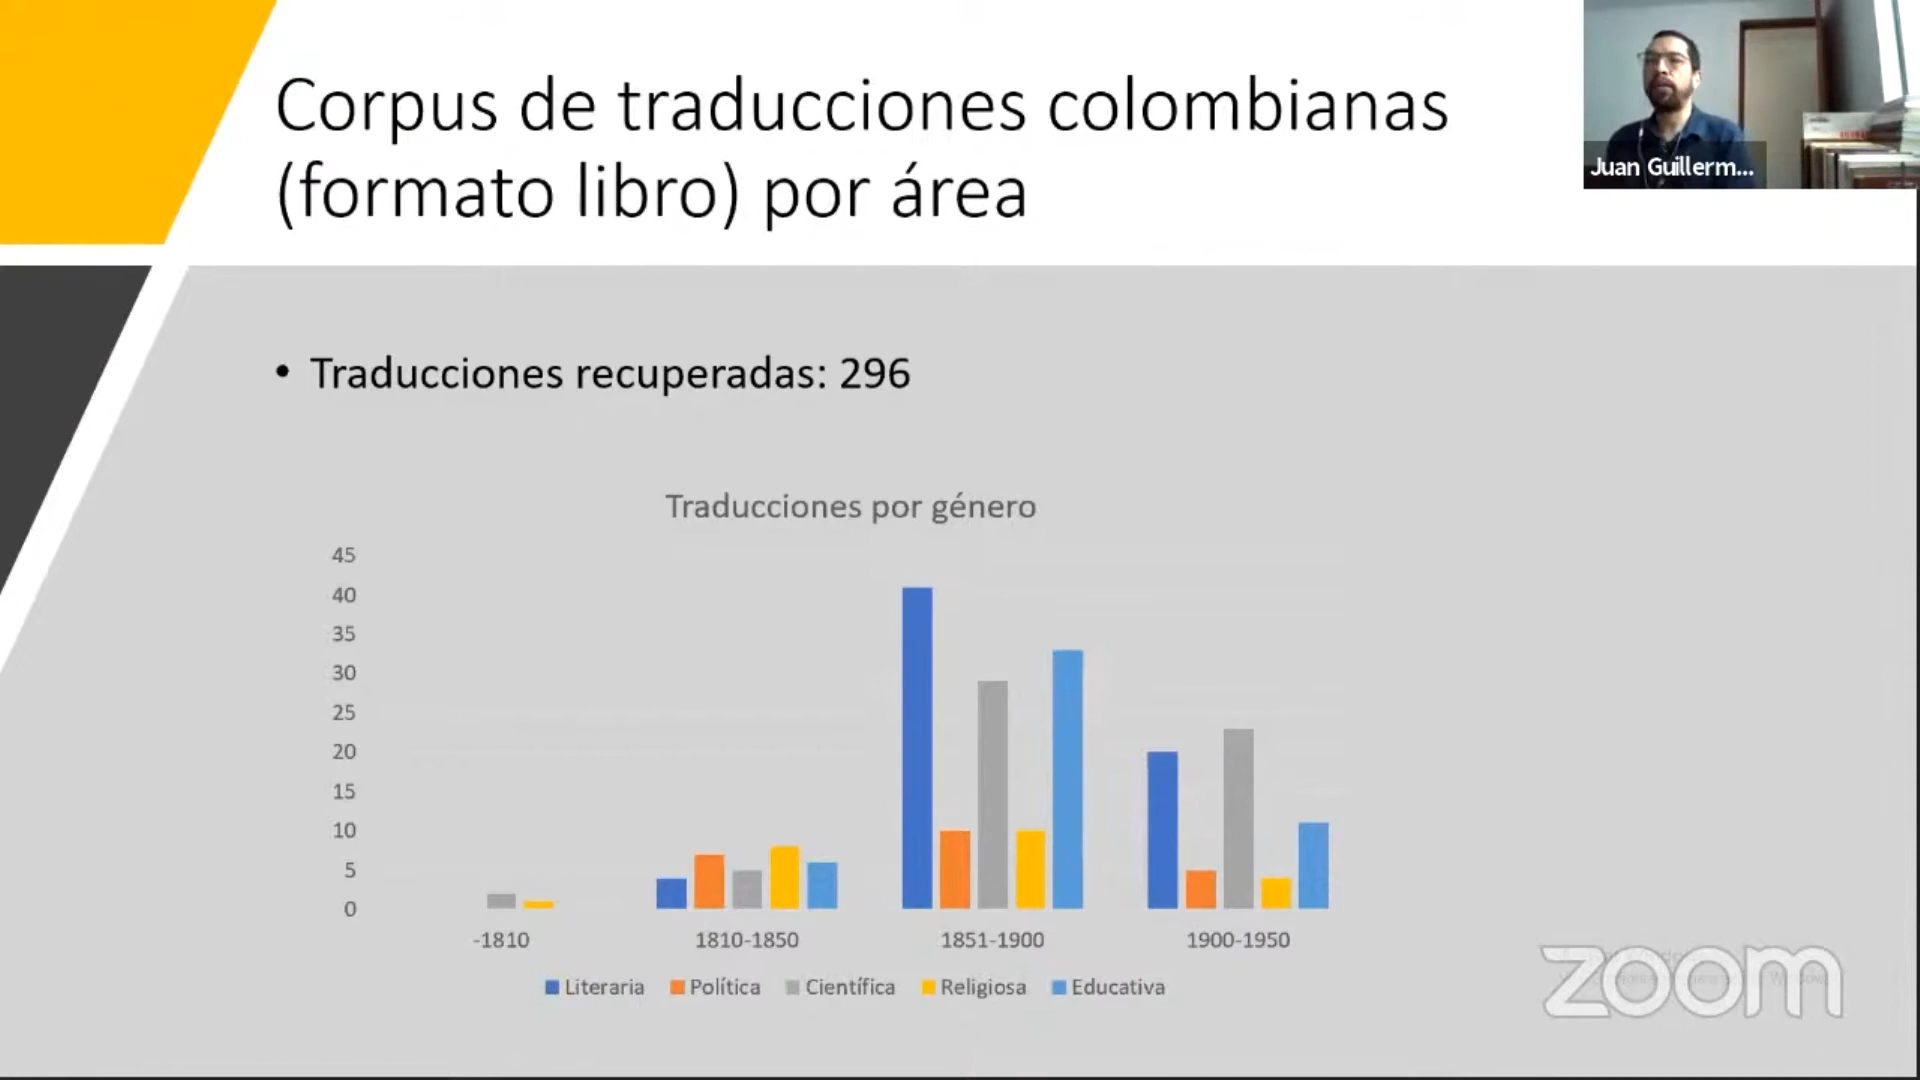 Corpus de traducciones colombianas
(formato libro) por área
Juan Guillerm...
• Traducciones recuperadas: 296
Traducciones por género
45
40
35
30
25
20
15
10
5
0
-1810 1810-1850 1851-1900 1900-1950
Literaria Política Científica Religiosa Educativa
zoom